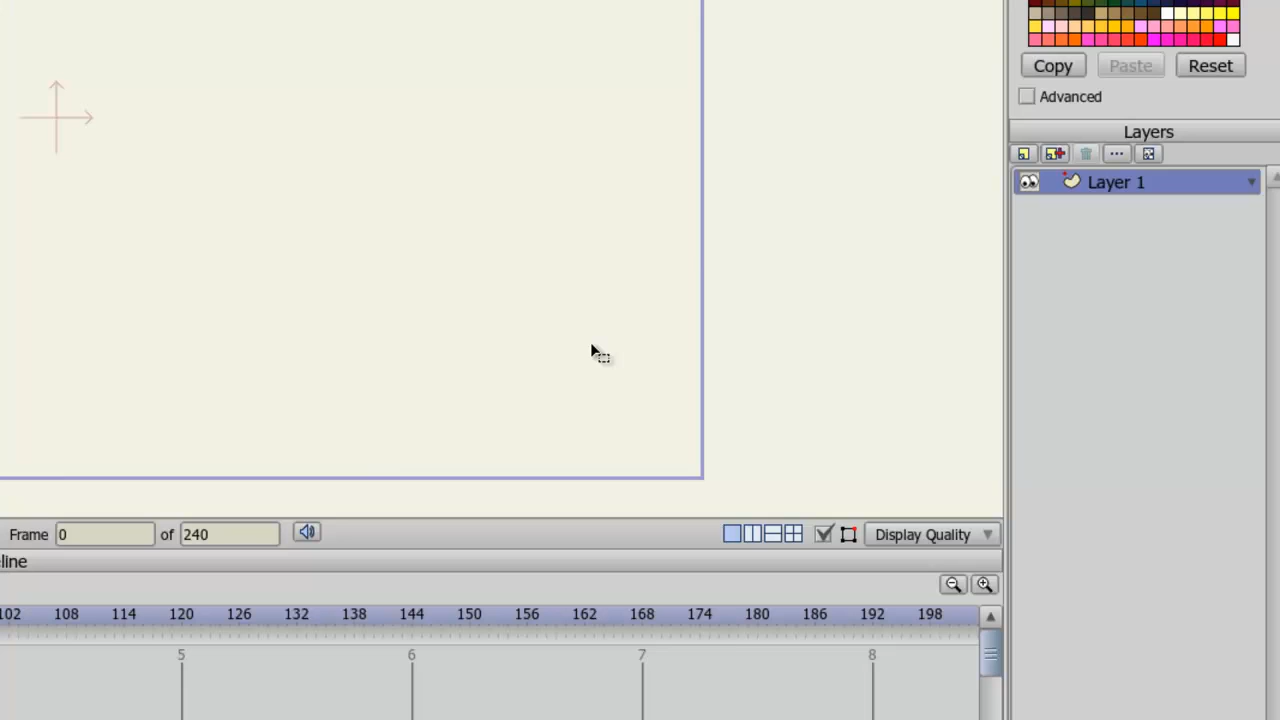 Copy Paste Reset
Advanced
Layers
Layer 1
Frame 0 of 240
Display Quality
eline
102 108 114 120 126 132 138 144 150 156 162 168 174 180 186 192 198
5 6 7 8